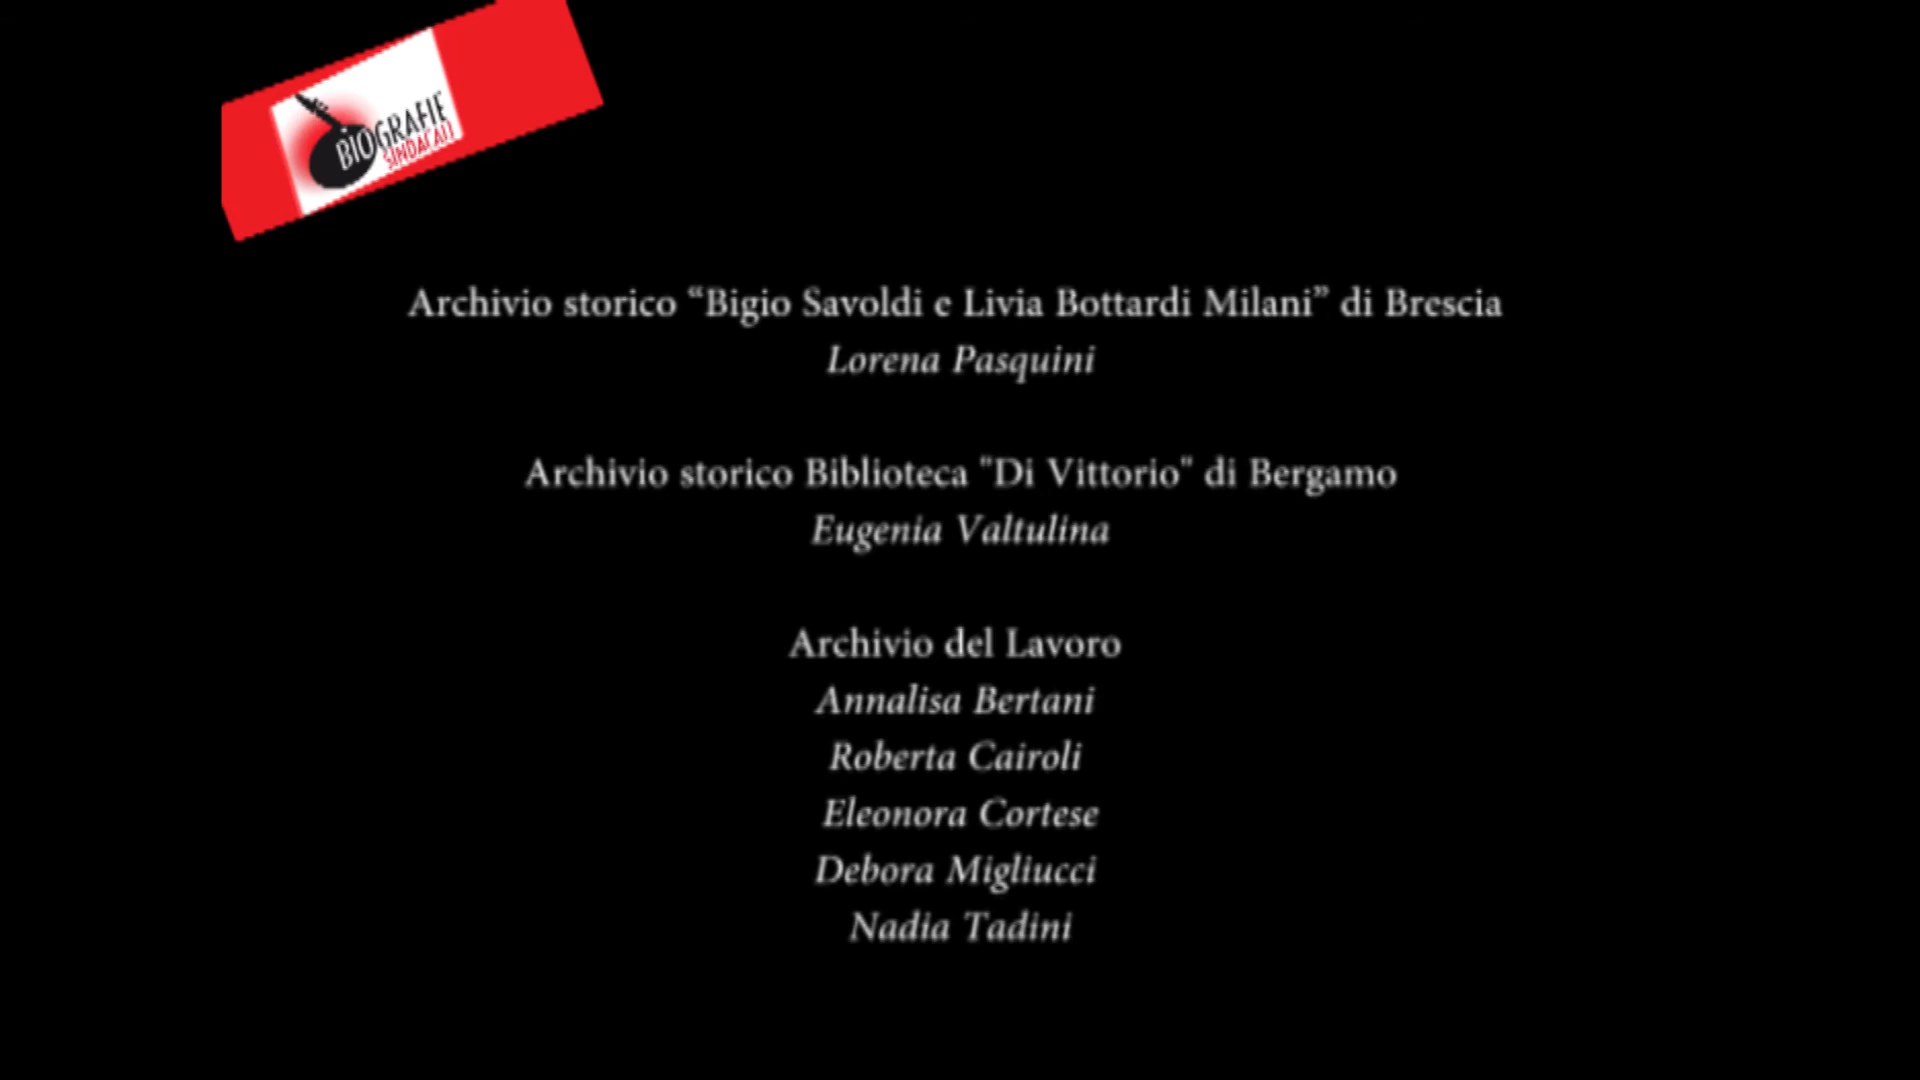 BIOGRAFIE
SINDACALI
Archivio storico “Bigio Savoldi e Livia Bottardi Milani” di Brescia
Lorena Pasquini
Archivio storico Biblioteca "Di Vittorio" di Bergamo
Eugenia Valtulina
Archivio del Lavoro
Annalisa Bertani
Roberta Cairoli
Eleonora Cortese
Debora Migliucci
Nadia Tadini